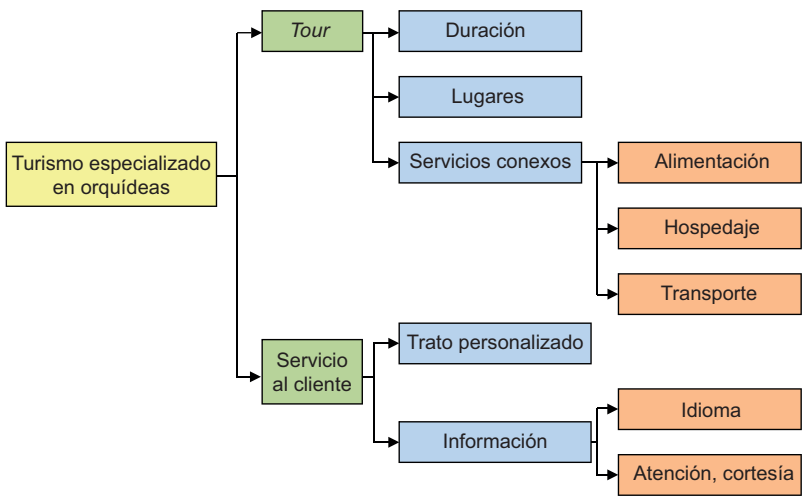 Tour
Duración
Lugares
Turismo especializado
en orquídeas
Servicios conexos
Alimentación
Hospedaje
Transporte
Servicio
al cliente
Trato personalizado
Información
Idioma
Atención, cortesía